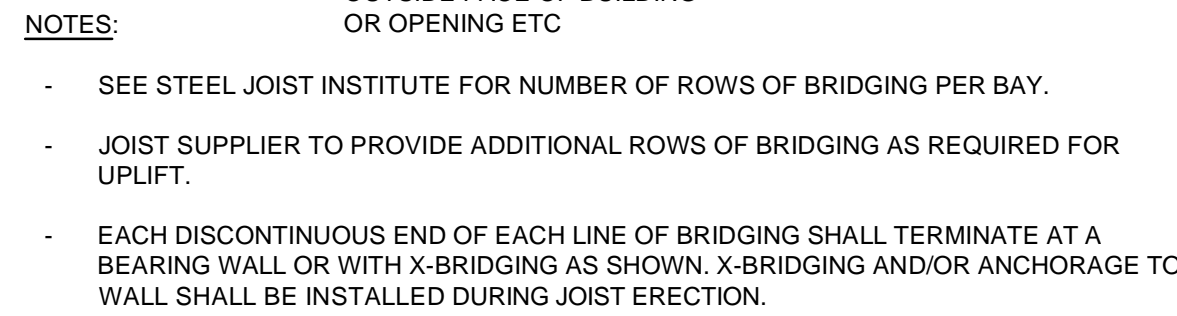 OUTSIDE FACE OF BUILDING
NOTES: OR OPENING ETC
- SEE STEEL JOIST INSTITUTE FOR NUMBER OF ROWS OF BRIDGING PER BAY.
- JOIST SUPPLIER TO PROVIDE ADDITIONAL ROWS OF BRIDGING AS REQUIRED FOR
UPLIFT.
- EACH DISCONTINUOUS END OF EACH LINE OF BRIDGING SHALL TERMINATE AT A
BEARING WALL OR WITH X-BRIDGING AS SHOWN. X-BRIDGING AND/OR ANCHORAGE TO
WALL SHALL BE INSTALLED DURING JOIST ERECTION.